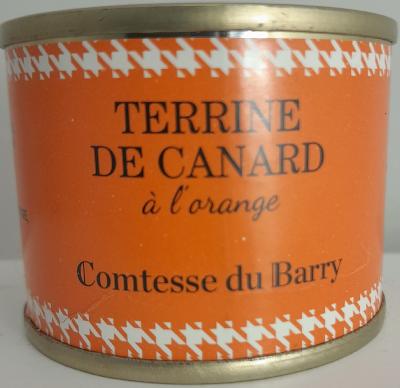 TERRINE
DE CANARD
à l'orange
Comtesse du Barry